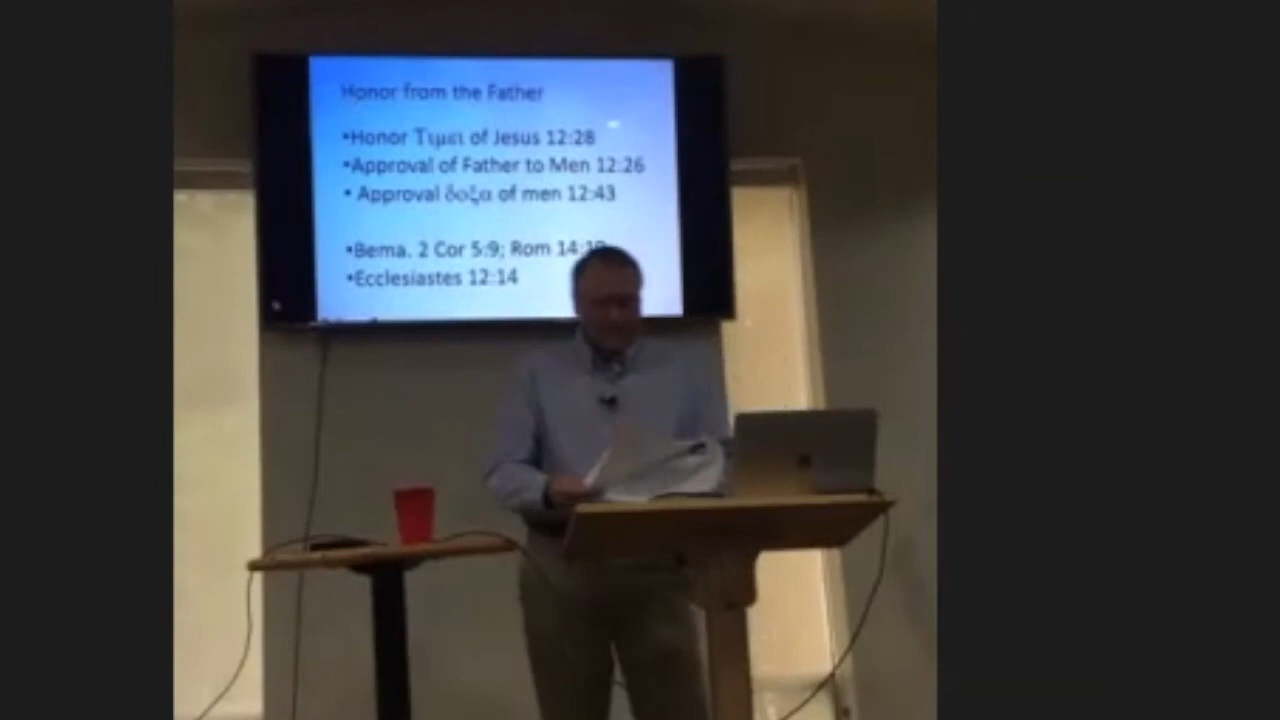 Honor from the Father
•Honor Τιμει of Jesus 12:28
•Approval of Father to Men 12:26
• Approval δοξα of men 12:43
•Bema. 2 Cor 5:9; Rom
•Ecclesiastes 12:14